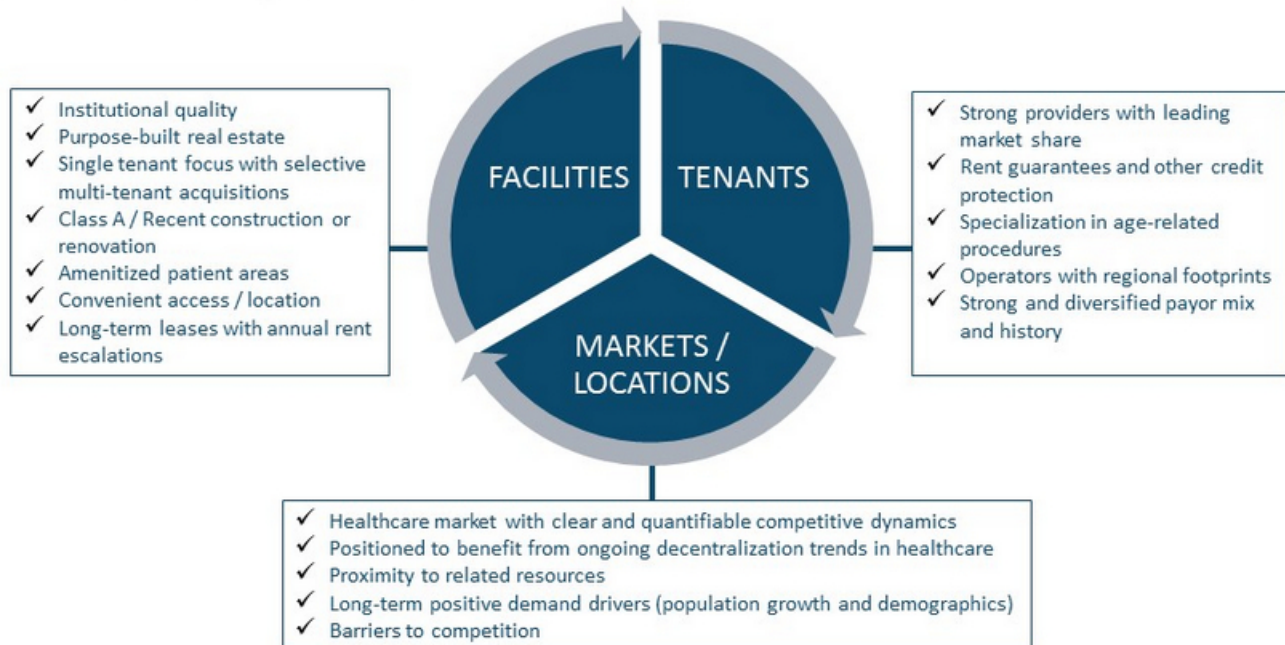 FACILITIES
TENANTS
MARKETS /
LOCATIONS
✓ Institutional quality
✓ Purpose-built real estate
✓ Single tenant focus with selective
multi-tenant acquisitions
✓ Class A / Recent construction or
renovation
✓ Amenitized patient areas
✓ Convenient access / location
✓ Long-term leases with annual rent
escalations
✓ Strong providers with leading
market share
✓ Rent guarantees and other credit
protection
✓ Specialization in age-related
procedures
✓ Operators with regional footprints
✓ Strong and diversified payor mix
and history
✓ Healthcare market with clear and quantifiable competitive dynamics
✓ Positioned to benefit from ongoing decentralization trends in healthcare
✓ Proximity to related resources
✓ Long-term positive demand drivers (population growth and demographics)
✓ Barriers to competition